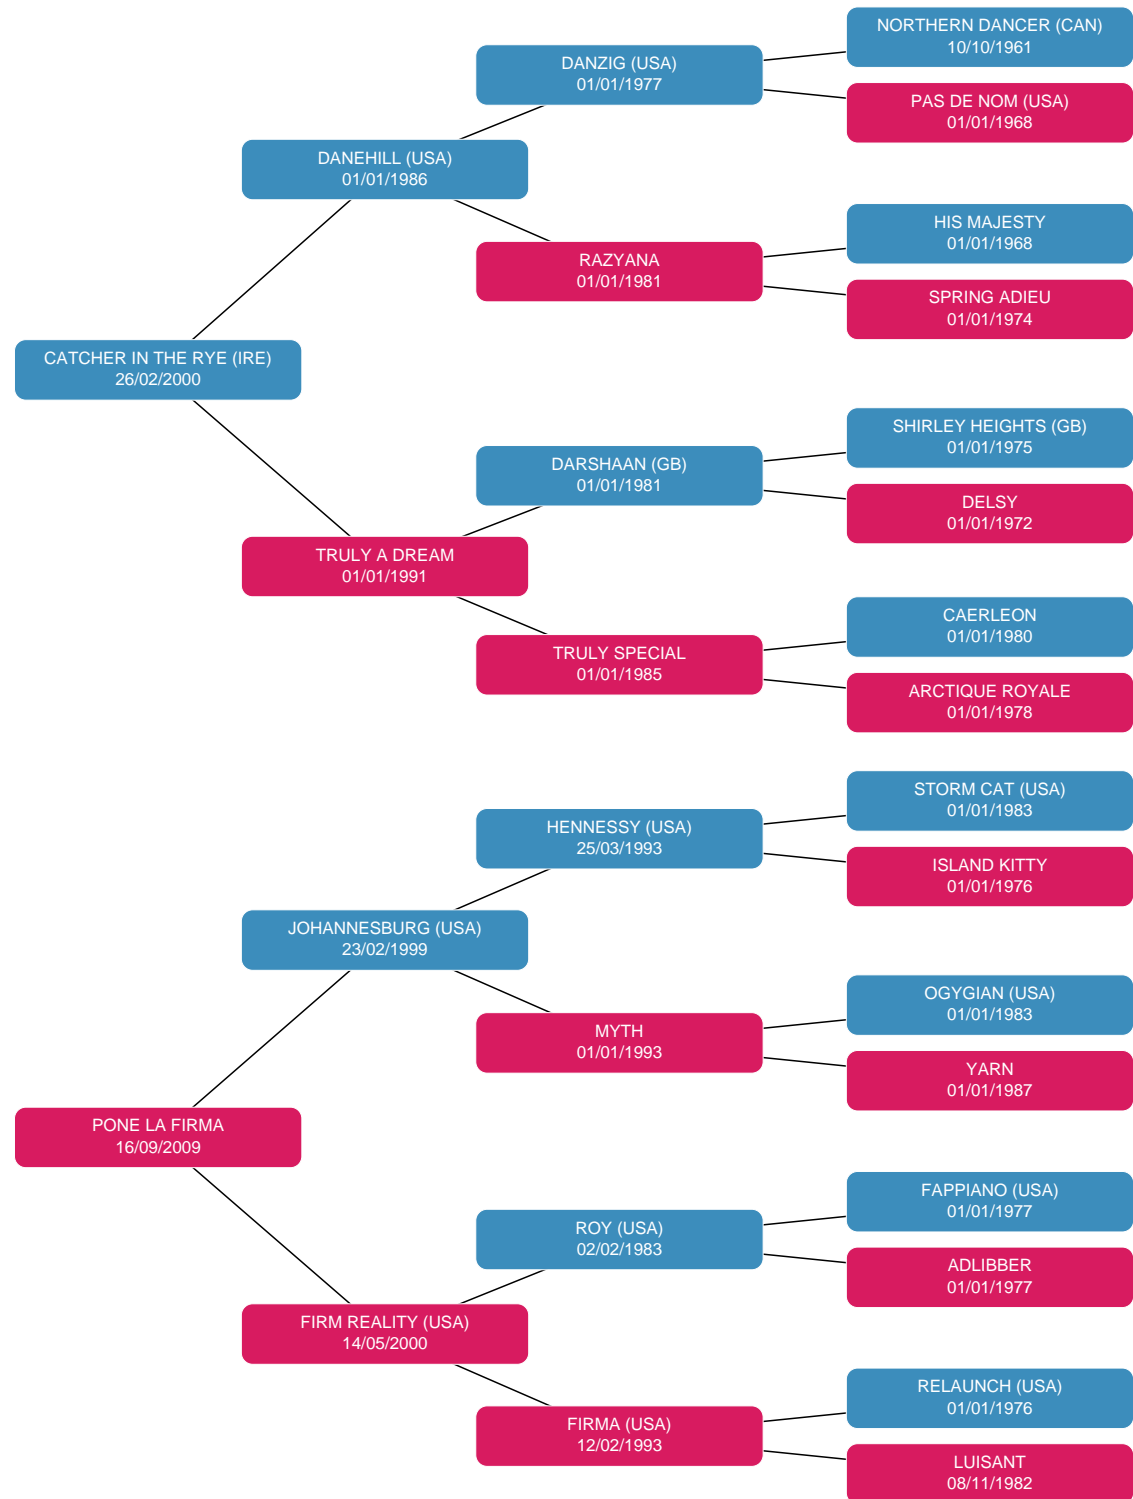 NORTHERN DANCER (CAN)
10/10/1961
DANZIG (USA)
01/01/1977
PAS DE NOM (USA)
01/01/1968
DANEHILL (USA)
01/01/1986
HIS MAJESTY
01/01/1968
RAZYANA
01/01/1981
SPRING ADIEU
01/01/1974
CATCHER IN THE RYE (IRE)
26/02/2000
SHIRLEY HEIGHTS (GB)
01/01/1975
DARSHAAN (GB)
01/01/1981
DELSY
01/01/1972
TRULY A DREAM
01/01/1991
CAERLEON
01/01/1980
TRULY SPECIAL
01/01/1985
ARCTIQUE ROYALE
01/01/1978
STORM CAT (USA)
01/01/1983
HENNESSY (USA)
25/03/1993
ISLAND KITTY
01/01/1976
JOHANNESBURG (USA)
23/02/1999
OGYGIAN (USA)
01/01/1983
MYTH
01/01/1993
YARN
01/01/1987
PONE LA FIRMA
16/09/2009
FAPPIANO (USA)
01/01/1977
ROY (USA)
02/02/1983
ADLIBBER
01/01/1977
FIRM REALITY (USA)
14/05/2000
RELAUNCH (USA)
01/01/1976
FIRMA (USA)
12/02/1993
LUISANT
08/11/1982